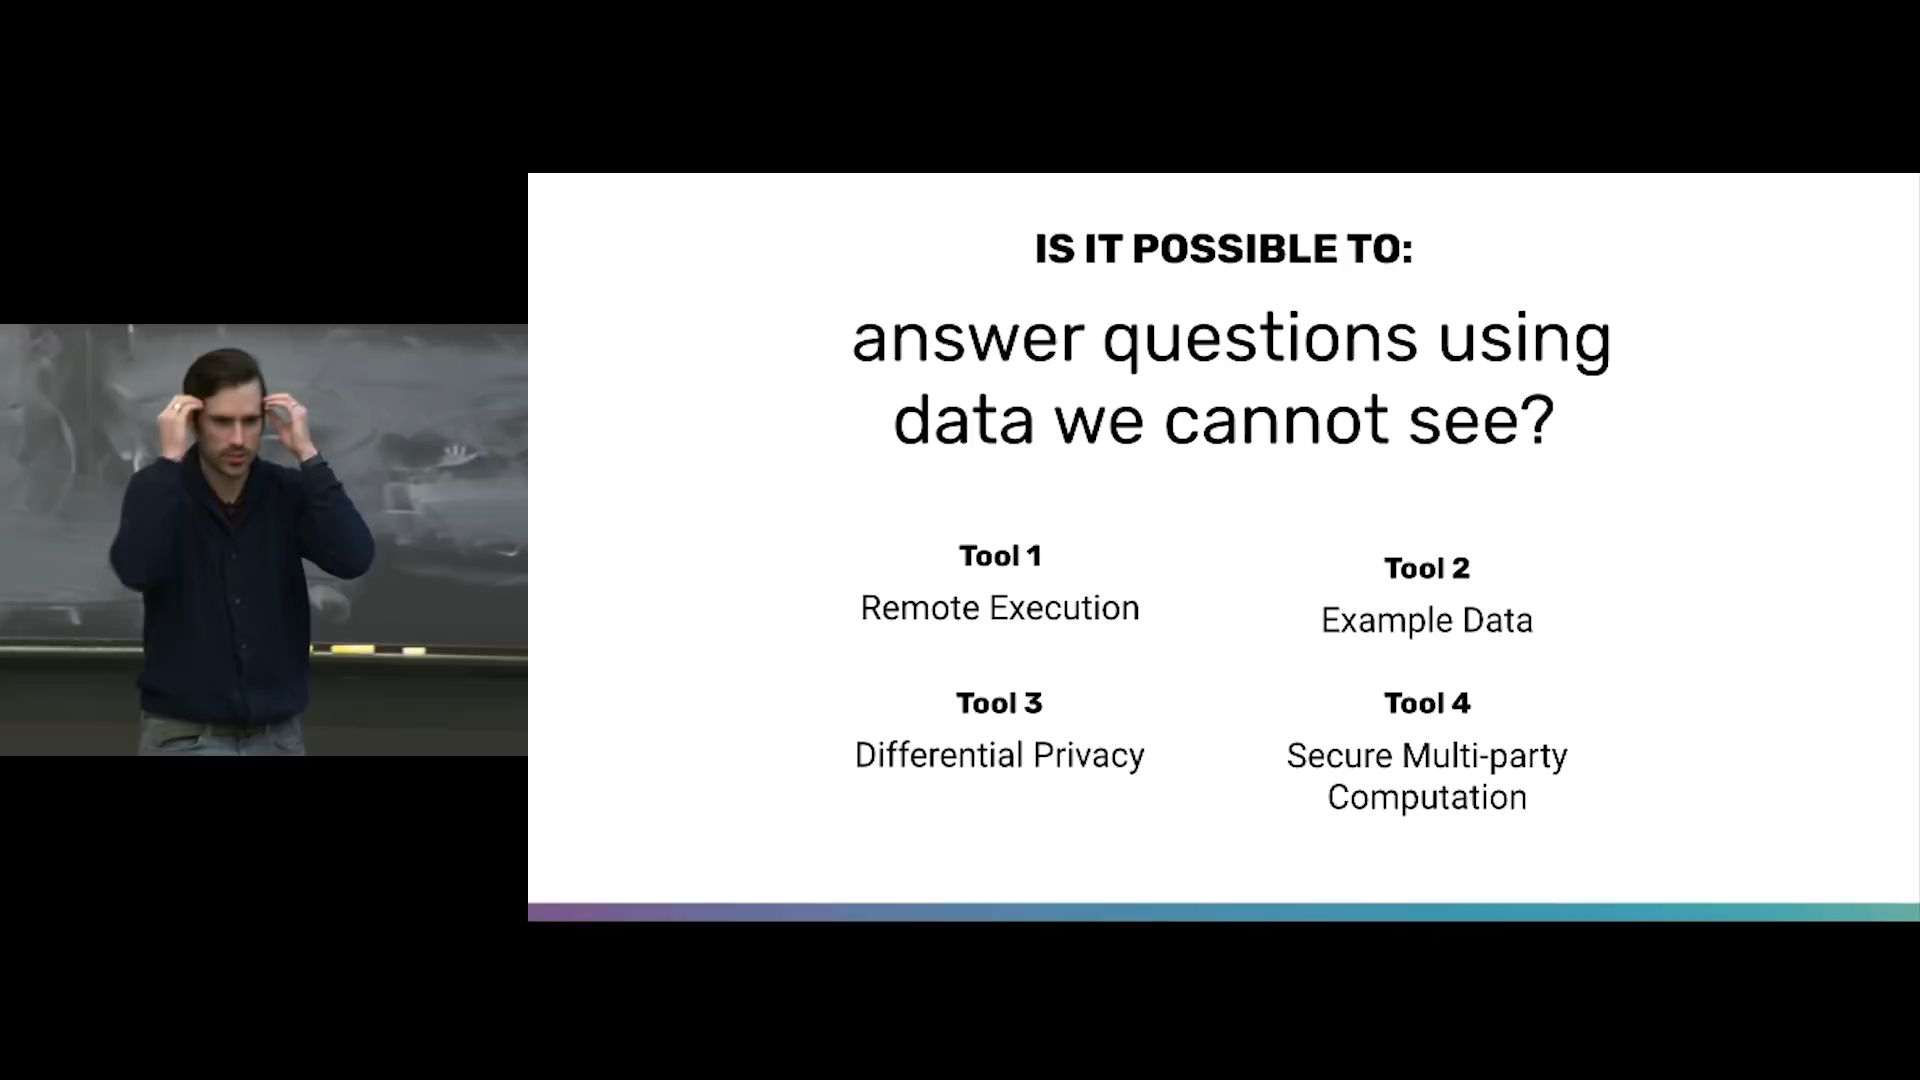 IS IT POSSIBLE TO:
answer questions using
data we cannot see?
Tool 1
Remote Execution
Tool 2
Example Data
Tool 3
Differential Privacy
Tool 4
Secure Multi-party
Computation